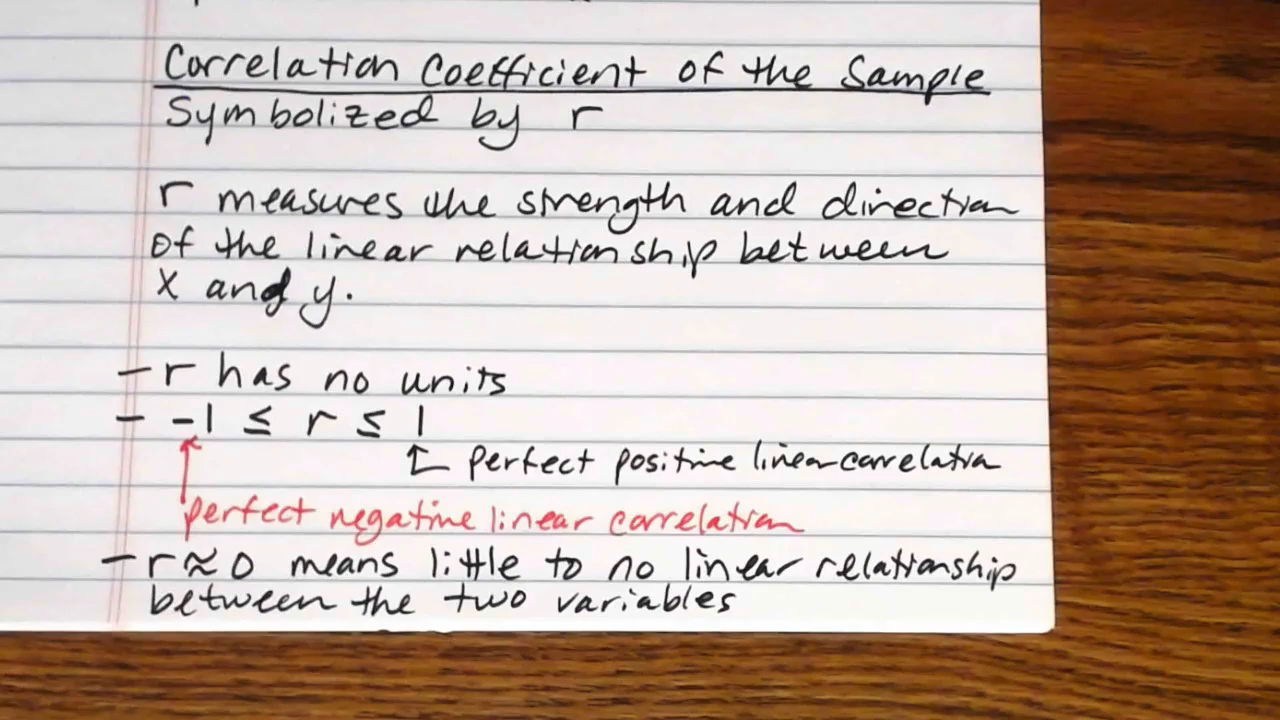 Correlation Coefficient of the Sample
Symbolized by r
r measures the strength and direction
of the linear relationship between
x and y.
- r has no units
- -1 ≤ r ≤ 1
perfect positive linear correlation
perfect negative linear correlation
- r ≈ 0 means little to no linear relationship
between the two variables